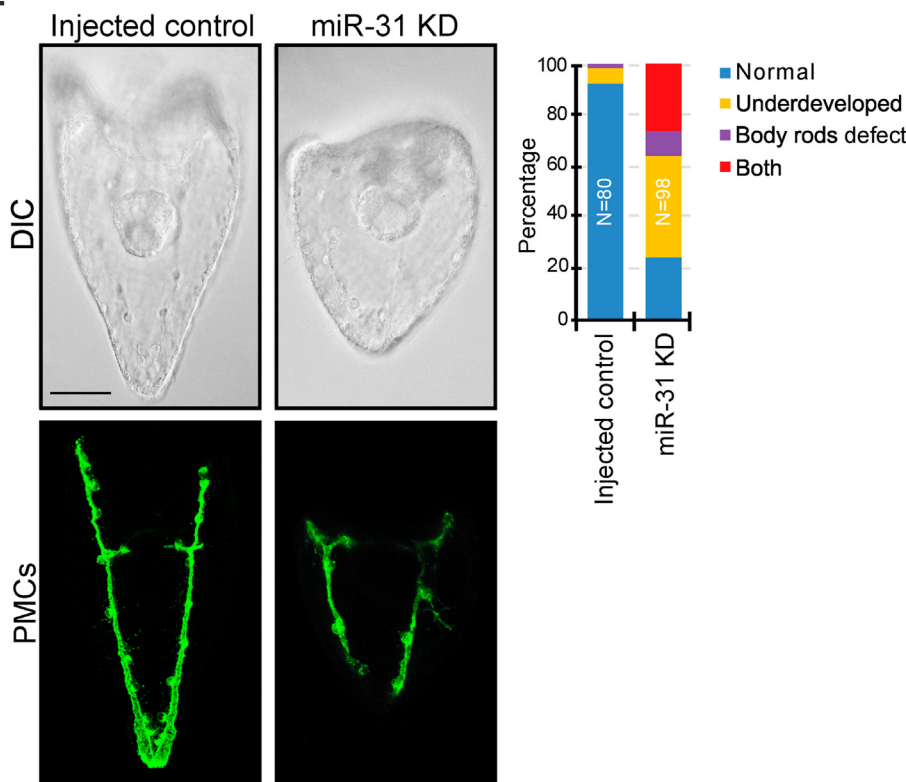 Injected control
miR-31 KD
DIC
PMCs
Percentage
100
80
60
40
20
0
N=80
N=98
Injected control
miR-31 KD
Normal
Underdeveloped
Body rods defect
Both